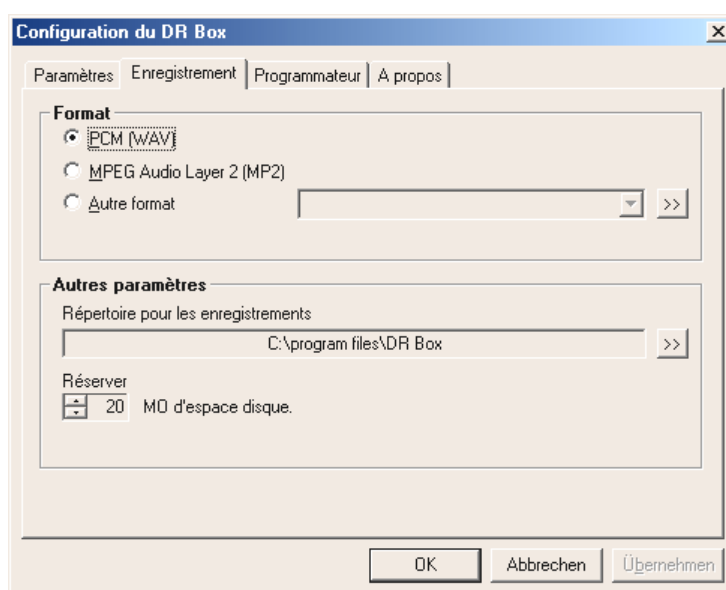 Configuration du DR Box
Paramètres Enregistrement Programmateur A propos
Format
PCM (WAV)
MPEG Audio Layer 2 (MP2)
Autre format >>
Autres paramètres
Répertoire pour les enregistrements
C:\program files\DR Box >>
Réserver
20 MO d'espace disque.
OK Abbrechen Übernehmen